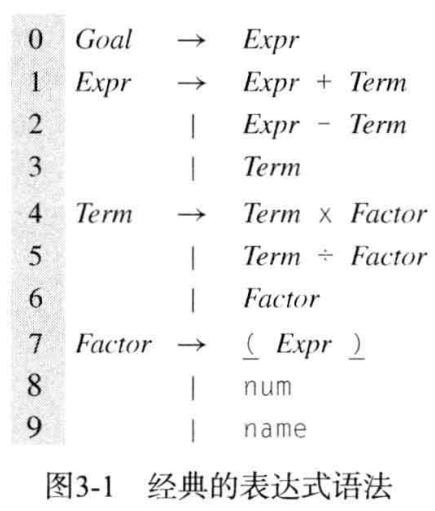 0 Goal → Expr
1 Expr → Expr + Term
2 | Expr - Term
3 | Term
4 Term → Term × Factor
5 | Term ÷ Factor
6 | Factor
7 Factor → ( Expr )
8 | num
9 | name
图3-1 经典的表达式语法